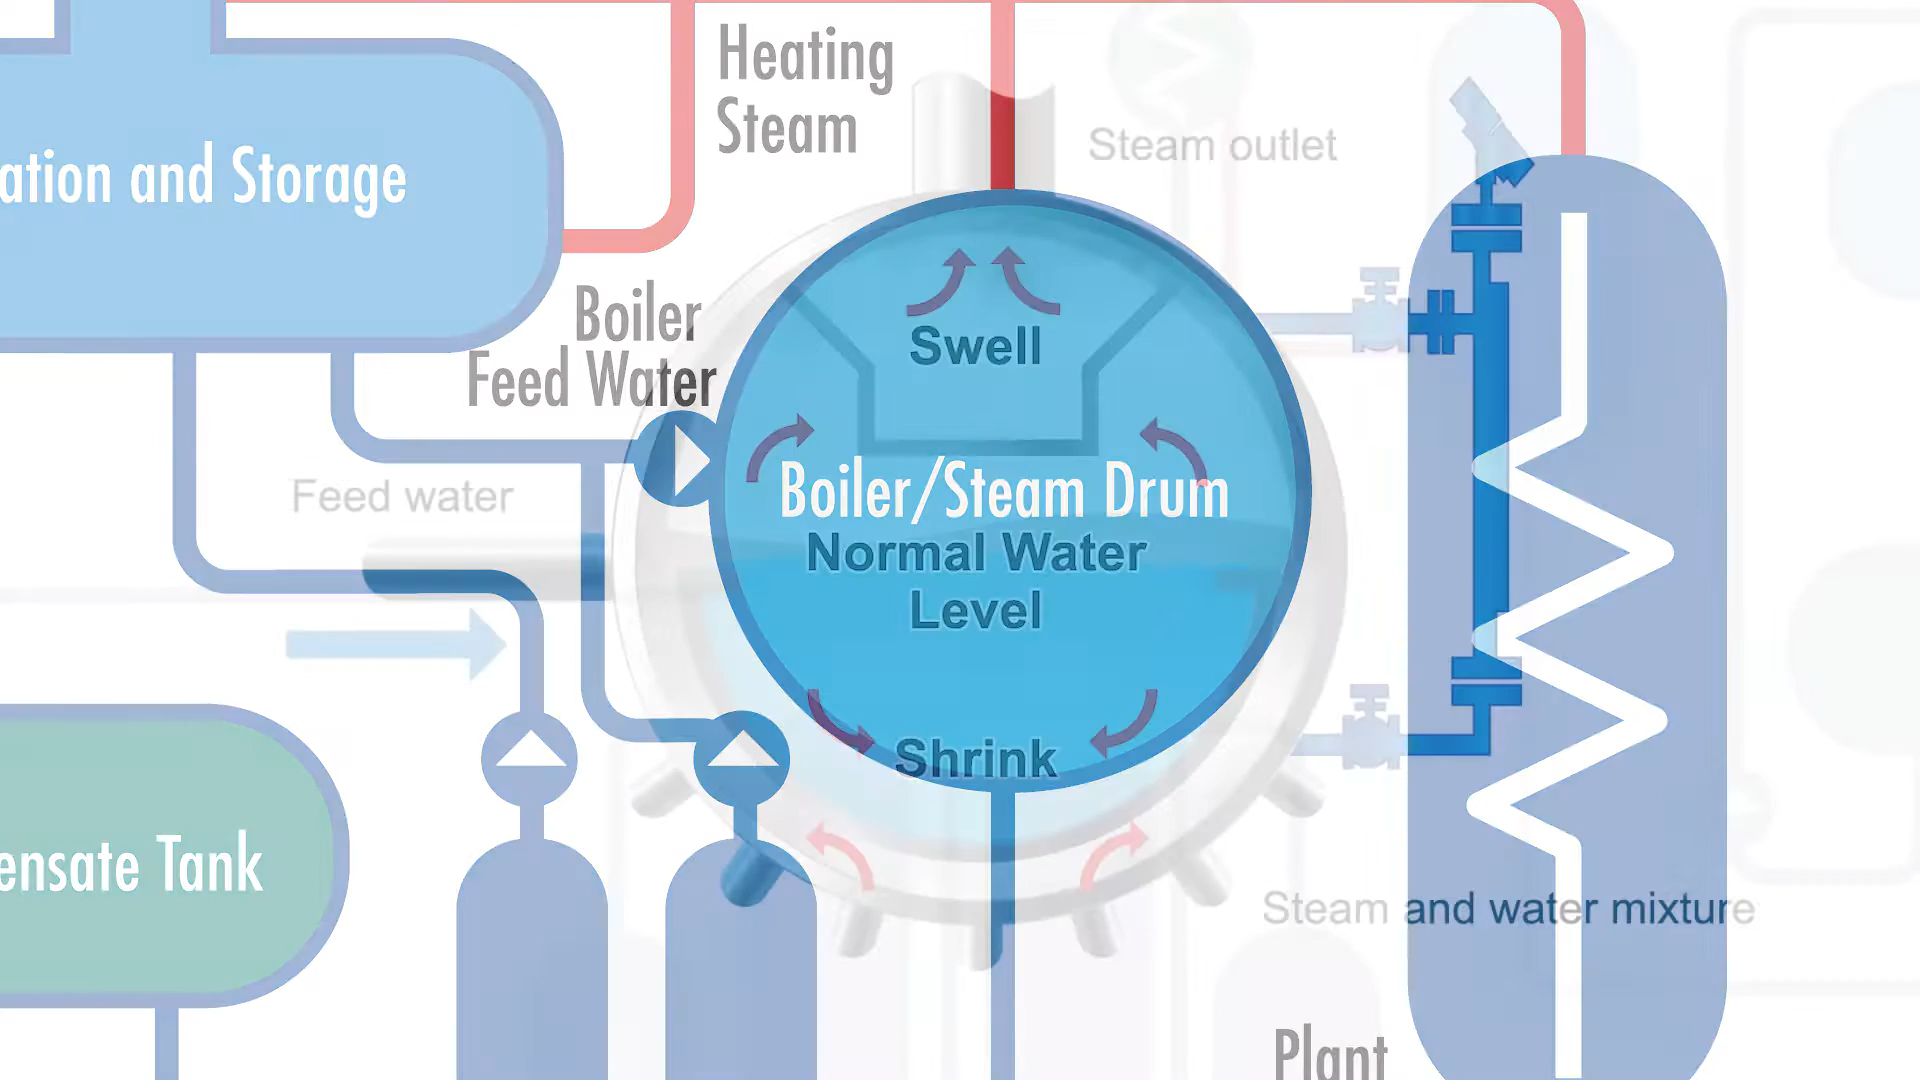 Heating
Steam
Steam outlet
ation and Storage
Boiler
Feed Water
Swell
Feed water
Boiler/Steam Drum
Normal Water
Level
Shrink
ensate Tank
Steam and water mixture
Plant